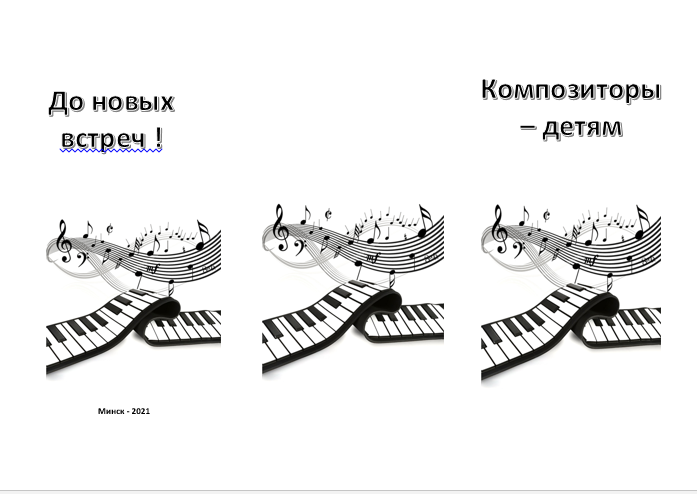 До новых
встреч !
Минск - 2021
Композиторы
– детям